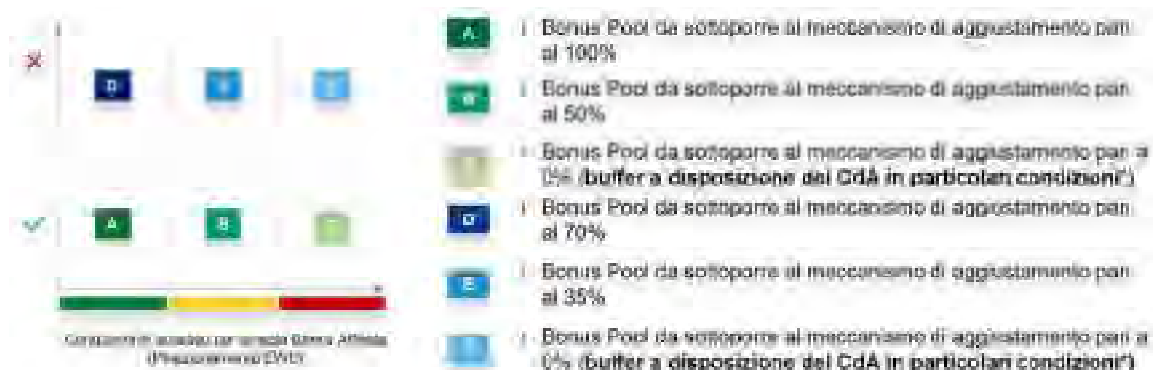 A
Bonus Pool da sottoporre al meccanismo di aggiustamento pari
al 100%
D
B
Bonus Pool da sottoporre al meccanismo di aggiustamento pari
al 50%
Bonus Pool da sottoporre al meccanismo di aggiustamento pari a
0% (buffer a disposizione del CdA in particolari condizioni*)
A
B
D
Bonus Pool da sottoporre al meccanismo di aggiustamento pari
al 70%
E
Bonus Pool da sottoporre al meccanismo di aggiustamento pari
al 35%
Bonus Pool da sottoporre al meccanismo di aggiustamento pari a
0% (buffer a disposizione del CdA in particolari condizioni*)
per Banca